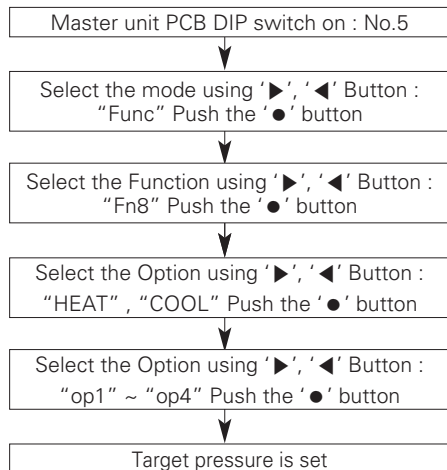 Master unit PCB DIP switch on : No.5
Select the mode using ‘▶’, ‘◀’ Button :
“Func” Push the ‘●’ button
Select the Function using ‘▶’, ‘◀’ Button :
“Fn8” Push the ‘●’ button
Select the Option using ‘▶’, ‘◀’ Button :
“HEAT” , “COOL” Push the ‘●’ button
Select the Option using ‘▶’, ‘◀’ Button :
“op1” ~ “op4” Push the ‘●’ button
Target pressure is set